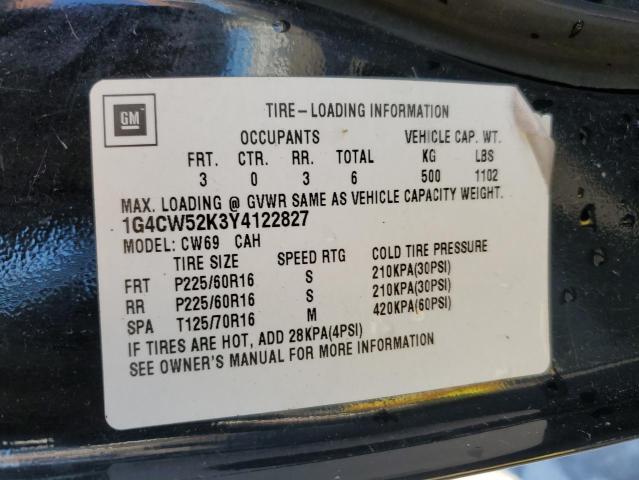 GM
TIRE-LOADING INFORMATION
OCCUPANTS VEHICLE CAP. WT.
FRT. CTR. RR. TOTAL KG LBS
3 0 3 6 500 1102
MAX. LOADING @ GVWR SAME AS VEHICLE CAPACITY WEIGHT.
1G4CW52K3Y4122827
MODEL: CW69 CAH
TIRE SIZE SPEED RTG COLD TIRE PRESSURE
FRT P225/60R16 S 210KPA(30PSI)
RR P225/60R16 S 210KPA(30PSI)
SPA T125/70R16 M 420KPA(60PSI)
IF TIRES ARE HOT, ADD 28KPA(4PSI)
SEE OWNER'S MANUAL FOR MORE INFORMATION